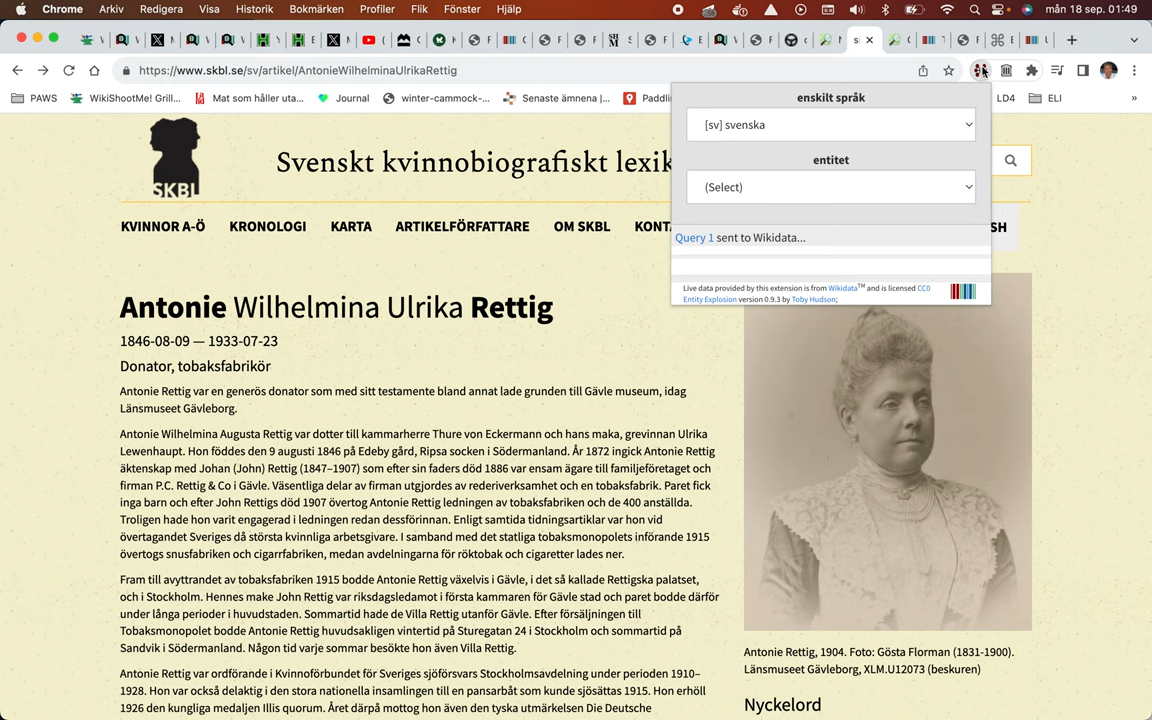 Chrome Arkiv Redigera Visa Historik Bokmärken Profiler Flik Fönster Hjälp mån 18 sep. 01:49
https://www.skbl.se/sv/artikel/AntonieWilhelminaUlrikaRettig
PAWS WikiShootMe! Grill... Mat som håller uta... Journal winter-cammock-... Senaste ämnena |... Paddli LD4 ELI »
enskilt språk
[sv] svenska
entitet
(Select)
Query 1 sent to Wikidata...
Live data provided by this extension is from Wikidata™ and is licensed CC0
Entity Explosion version 0.9.3 by Toby Hudson;
SKBL
Svenskt kvinnobiografiskt lexik
KVINNOR A-Ö KRONOLOGI KARTA ARTIKELFÖRFATTARE OM SKBL KONT SH
Antonie Wilhelmina Ulrika Rettig
1846-08-09 — 1933-07-23
Donator, tobaksfabrikör
Antonie Rettig var en generös donator som med sitt testamente bland annat lade grunden till Gävle museum, idag
Länsmuseet Gävleborg.
Antonie Wilhelmina Augusta Rettig var dotter till kammarherre Thure von Eckermann och hans maka, grevinnan Ulrika
Lewenhaupt. Hon föddes den 9 augusti 1846 på Edeby gård, Ripsa socken i Södermanland. År 1872 ingick Antonie Rettig
äktenskap med Johan (John) Rettig (1847–1907) som efter sin faders död 1886 var ensam ägare till familjeföretaget och
firman P.C. Rettig & Co i Gävle. Väsentliga delar av firman utgjordes av rederiverksamhet och en tobaksfabrik. Paret fick
inga barn och efter John Rettigs död 1907 övertog Antonie Rettig ledningen av tobaksfabriken och de 400 anställda.
Troligen hade hon varit engagerad i ledningen redan dessförinnan. Enligt samtida tidningsartiklar var hon vid
övertagandet Sveriges då största kvinnliga arbetsgivare. I samband med det statliga tobaksmonopolets införande 1915
övertogs snusfabriken och cigarrfabriken, medan avdelningarna för röktobak och cigaretter lades ner.
Fram till avyttrandet av tobaksfabriken 1915 bodde Antonie Rettig växelvis i Gävle, i det så kallade Rettigska palatset,
och i Stockholm. Hennes make John Rettig var riksdagsledamot i första kammaren för Gävle stad och paret bodde därför
under långa perioder i huvudstaden. Sommartid hade de Villa Rettig utanför Gävle. Efter försäljningen till
Tobaksmonopolet bodde Antonie Rettig huvudsakligen vintertid på Sturegatan 24 i Stockholm och sommartid på
Sandvik i Södermanland. Någon tid varje sommar besökte hon även Villa Rettig.
Antonie Rettig var ordförande i Kvinnoförbundet för Sveriges sjöförsvars Stockholmsavdelning under perioden 1910–
1928. Hon var också delaktig i den stora nationella insamlingen till en pansarbåt som kunde sjösättas 1915. Hon erhöll
1926 den kungliga medaljen Illis quorum. Året därpå mottog hon även den tyska utmärkelsen Die Deutsche
Antonie Rettig, 1904. Foto: Gösta Florman (1831-1900).
Länsmuseet Gävleborg, XLM.U12073 (beskuren)
Nyckelord